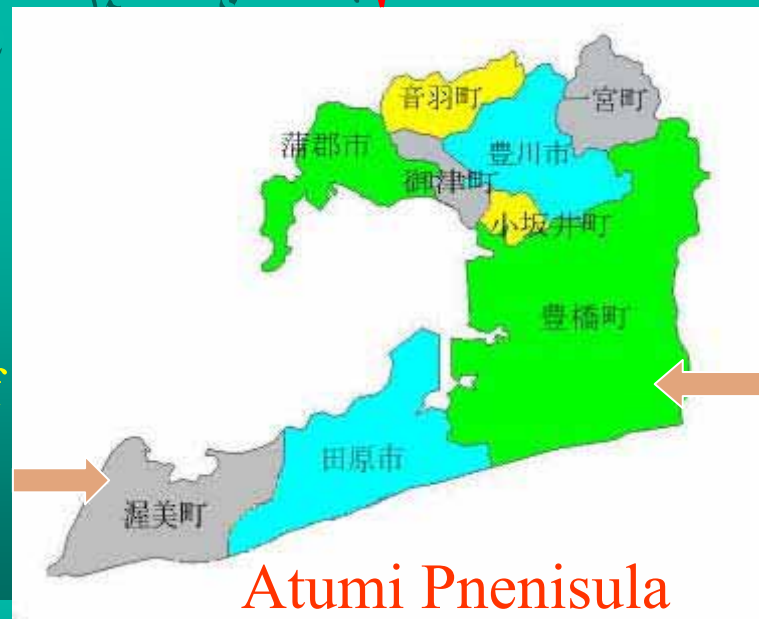 音羽町
一宮町
蒲郡市
豊川市
御津町
小坂井町
豊橋町
田原市
渥美町
Atumi Pnenisula